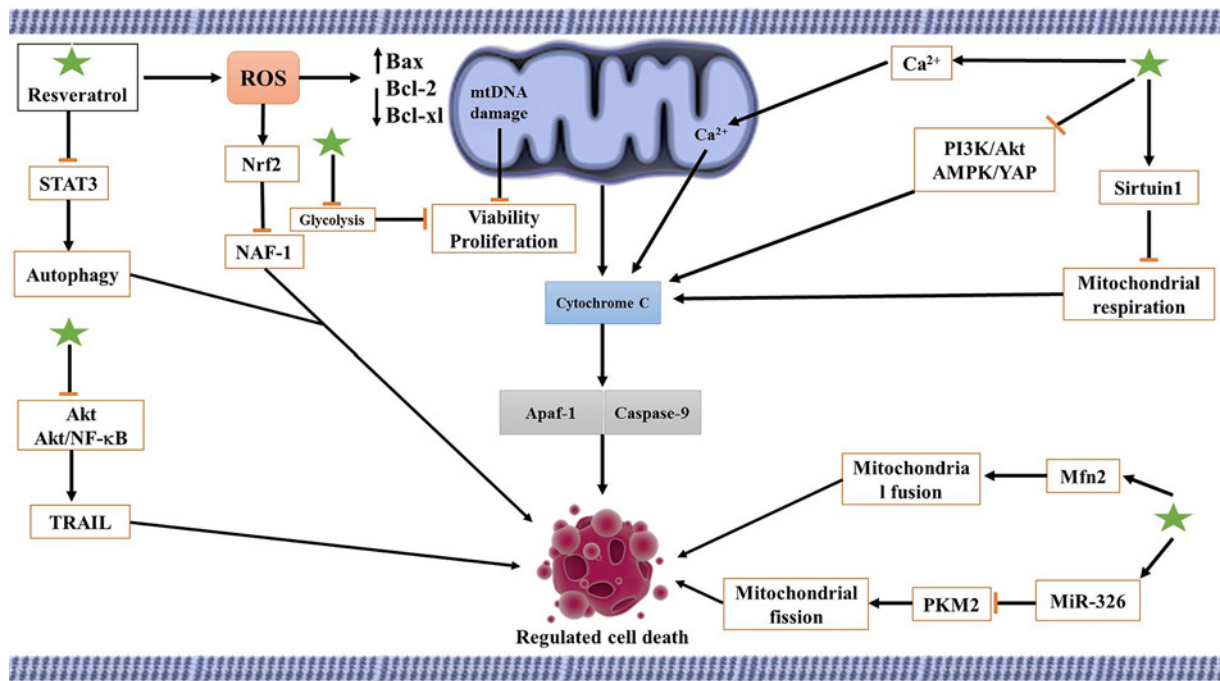 Resveratrol
ROS
Bax
Bcl-2
Bcl-xl
mtDNA
damage
Ca²⁺
Ca²⁺
PI3K/Akt
AMPK/YAP
Sirtuin1
Mitochondrial
respiration
STAT3
Nrf2
Glycolysis
Viability
Proliferation
NAF-1
Autophagy
Cytochrome C
Apaf-1
Caspase-9
Akt
Akt/NF-κB
TRAIL
Mitochondria
l fusion
Mfn2
Mitochondrial
fission
PKM2
MiR-326
Regulated cell death